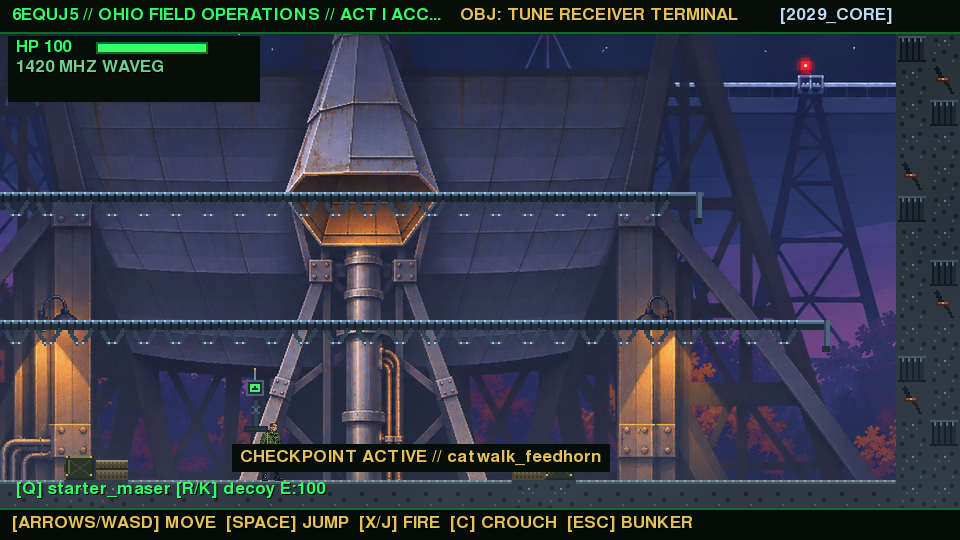 6EQUJ5 // OHIO FIELD OPERATIONS // ACT I ACC... OBJ: TUNE RECEIVER TERMINAL [2029_CORE]
HP 100
1420 MHZ WAVEG
CHECKPOINT ACTIVE // catwalk_feedhorn
[Q] starter_maser [R/K] decoy E:100
[ARROWS/WASD] MOVE [SPACE] JUMP [X/J] FIRE [C] CROUCH [ESC] BUNKER